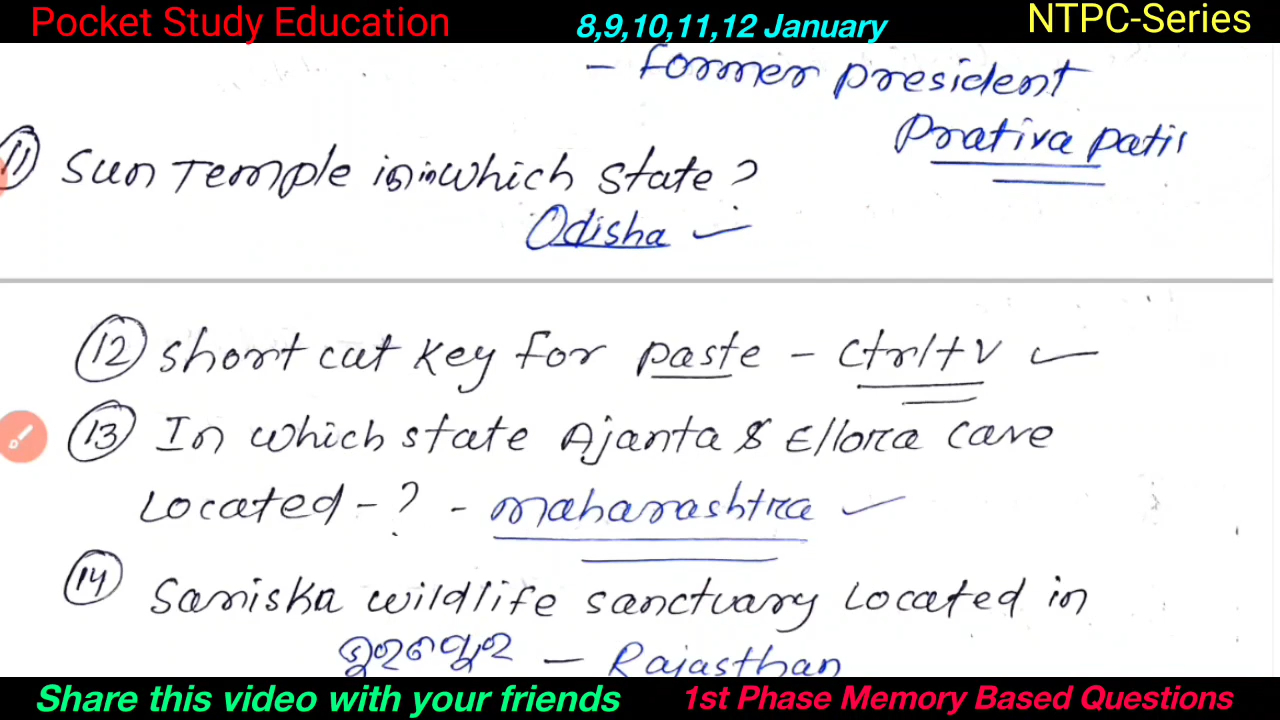 Pocket Study Education
8,9,10,11,12 January
NTPC-Series
- Former president
Prativa patil
11 Sun Temple in which state ?
Odisha
12 Short cut Key for paste - Ctrl+V
13 In which state Ajanta & Ellora cave
Located - ? - maharashtra
14 Sariska wildlife sanctuary Located in
- Rajasthan
Share this video with your friends
1st Phase Memory Based Questions